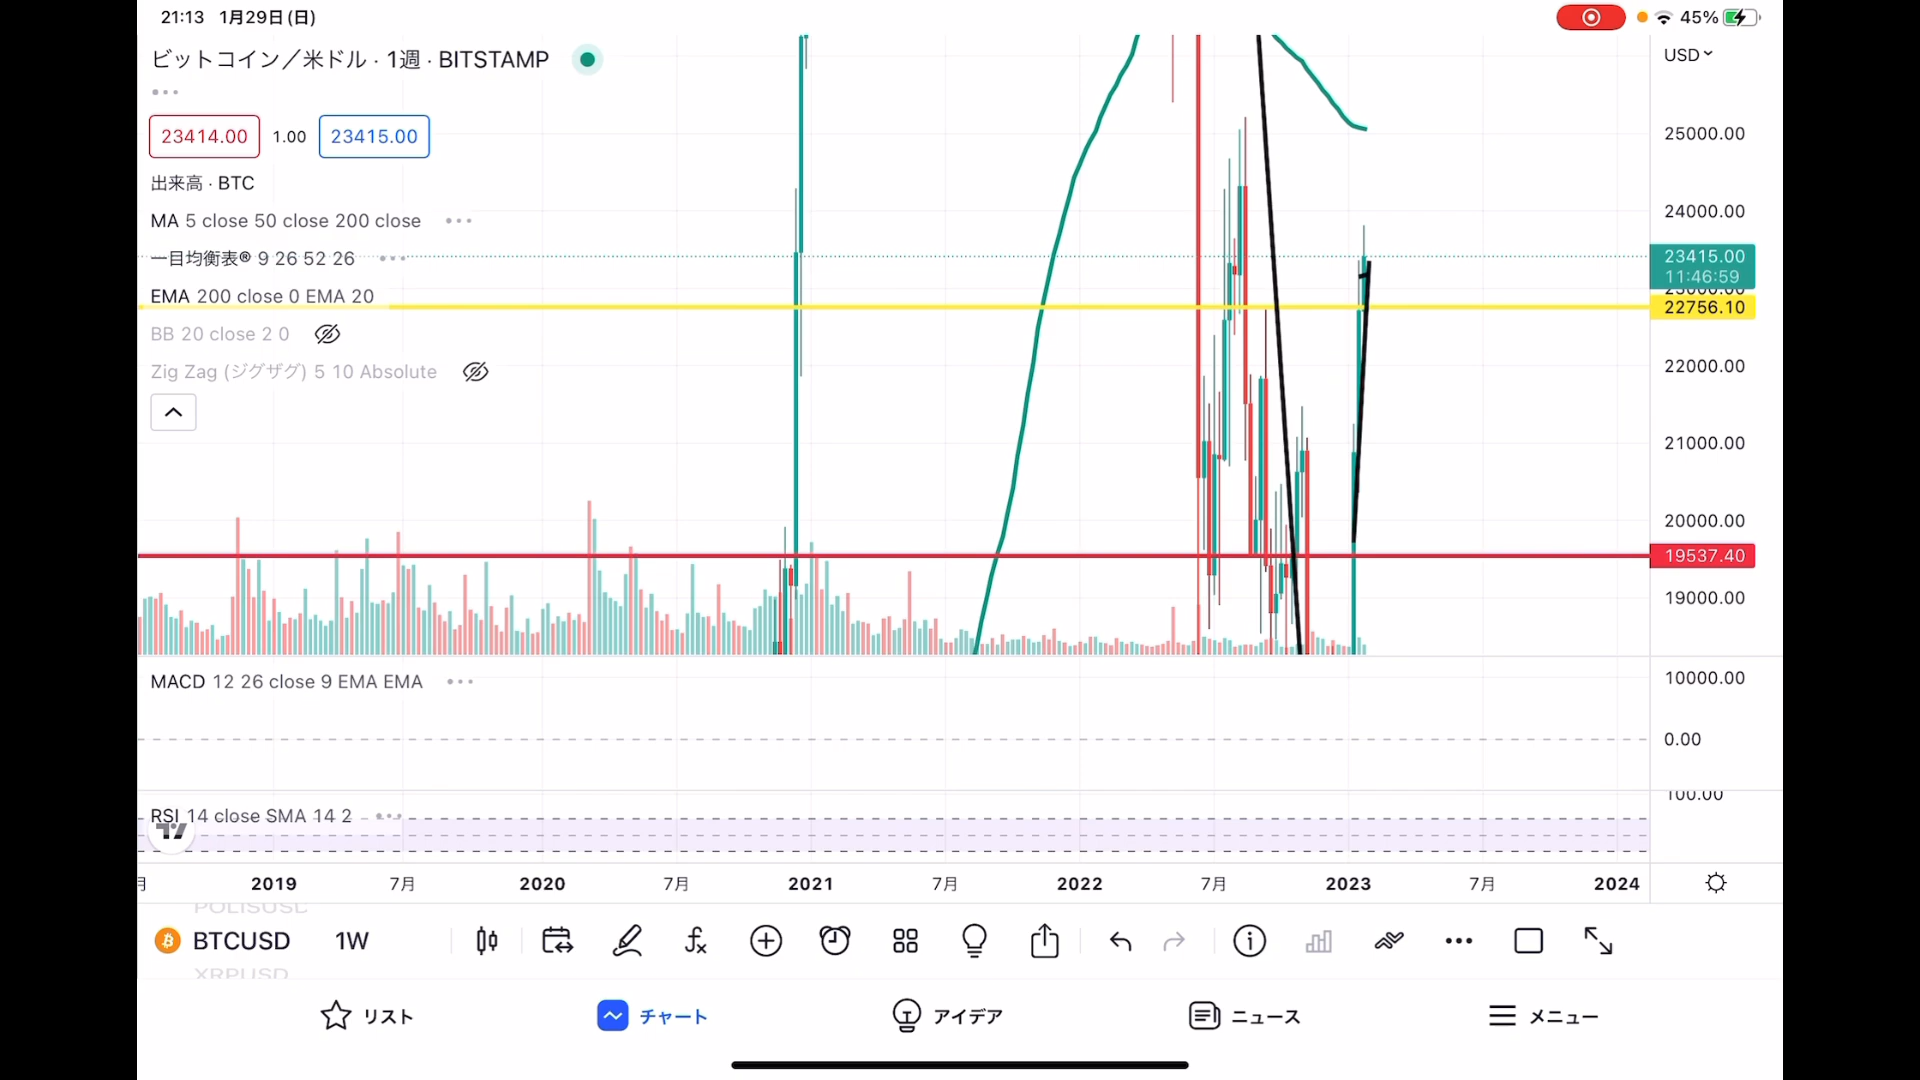 21:13 1月29日(日)
45%
ビットコイン／米ドル · 1週 · BITSTAMP
USD
23414.00 1.00 23415.00
25000.00
出来高 · BTC
24000.00
MA 5 close 50 close 200 close
一目均衡表® 9 26 52 26
23415.00
11:46:59
23000.00
EMA 200 close 0 EMA 20
22756.10
BB 20 close 2 0
Zig Zag (ジグザグ) 5 10 Absolute
22000.00
21000.00
20000.00
19537.40
19000.00
MACD 12 26 close 9 EMA EMA
10000.00
0.00
100.00
RSI 14 close SMA 14 2
月 2019 7月 2020 7月 2021 7月 2022 7月 2023 7月 2024
POLISUSD
BTCUSD 1W
XRPUSD
リスト チャート アイデア ニュース メニュー